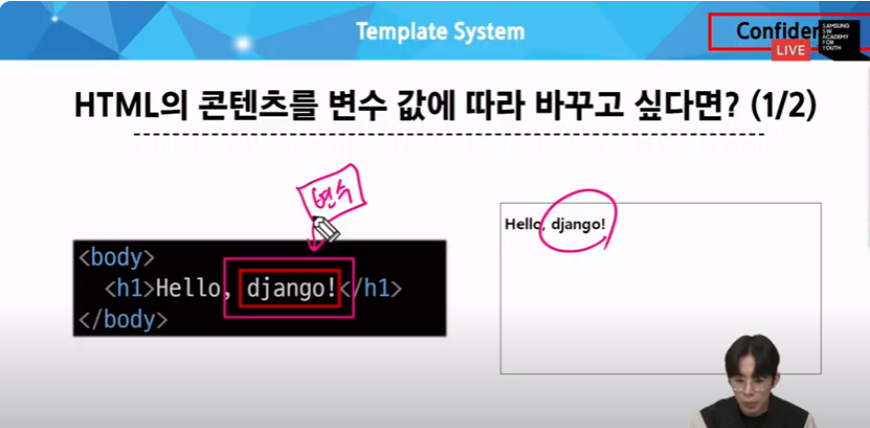 Template System
Confiden
SAMSUNG
SW
ACADEMY
FOR
YOUTH
LIVE
HTML의 콘텐츠를 변수 값에 따라 바꾸고 싶다면? (1/2)
변수
<body>
<h1>Hello, django!</h1>
</body>
Hello, django!